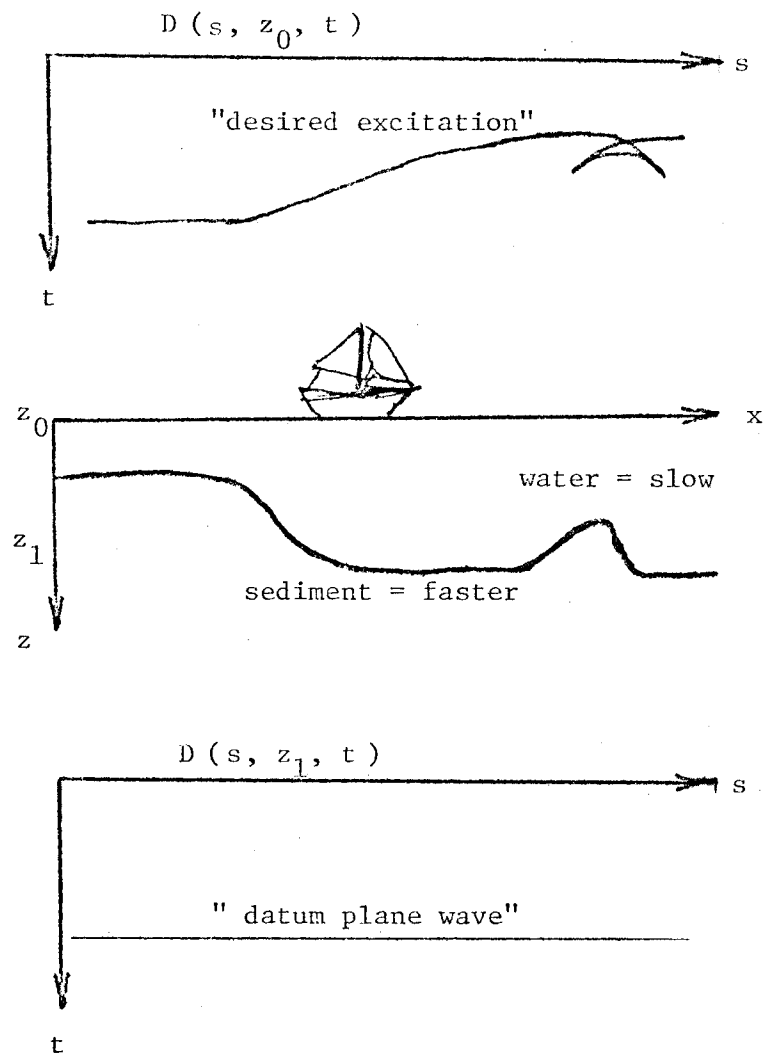 D ( s, z0, t )
s
"desired excitation"
t
z0
x
water = slow
z1
sediment = faster
z
D ( s, z1, t )
s
" datum plane wave"
t